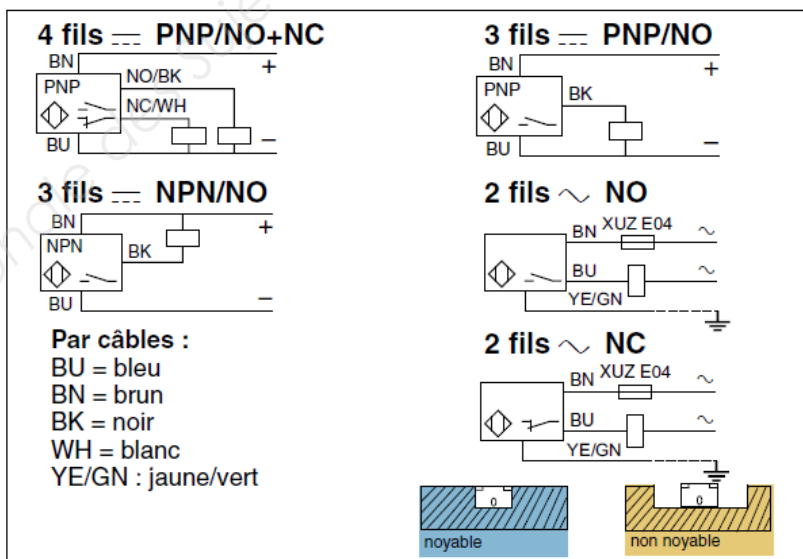 4 fils ⎓ PNP/NO+NC
BN
+
PNP
NO/BK
NC/WH
BU
−
3 fils ⎓ PNP/NO
BN
+
PNP
BK
BU
−
3 fils ⎓ NPN/NO
BN
+
NPN
BK
BU
−
2 fils ~ NO
BN XUZ E04 ~
BU ~
YE/GN
Par câbles :
BU = bleu
BN = brun
BK = noir
WH = blanc
YE/GN : jaune/vert
2 fils ~ NC
BN XUZ E04 ~
BU ~
YE/GN
0
noyable
0
non noyable